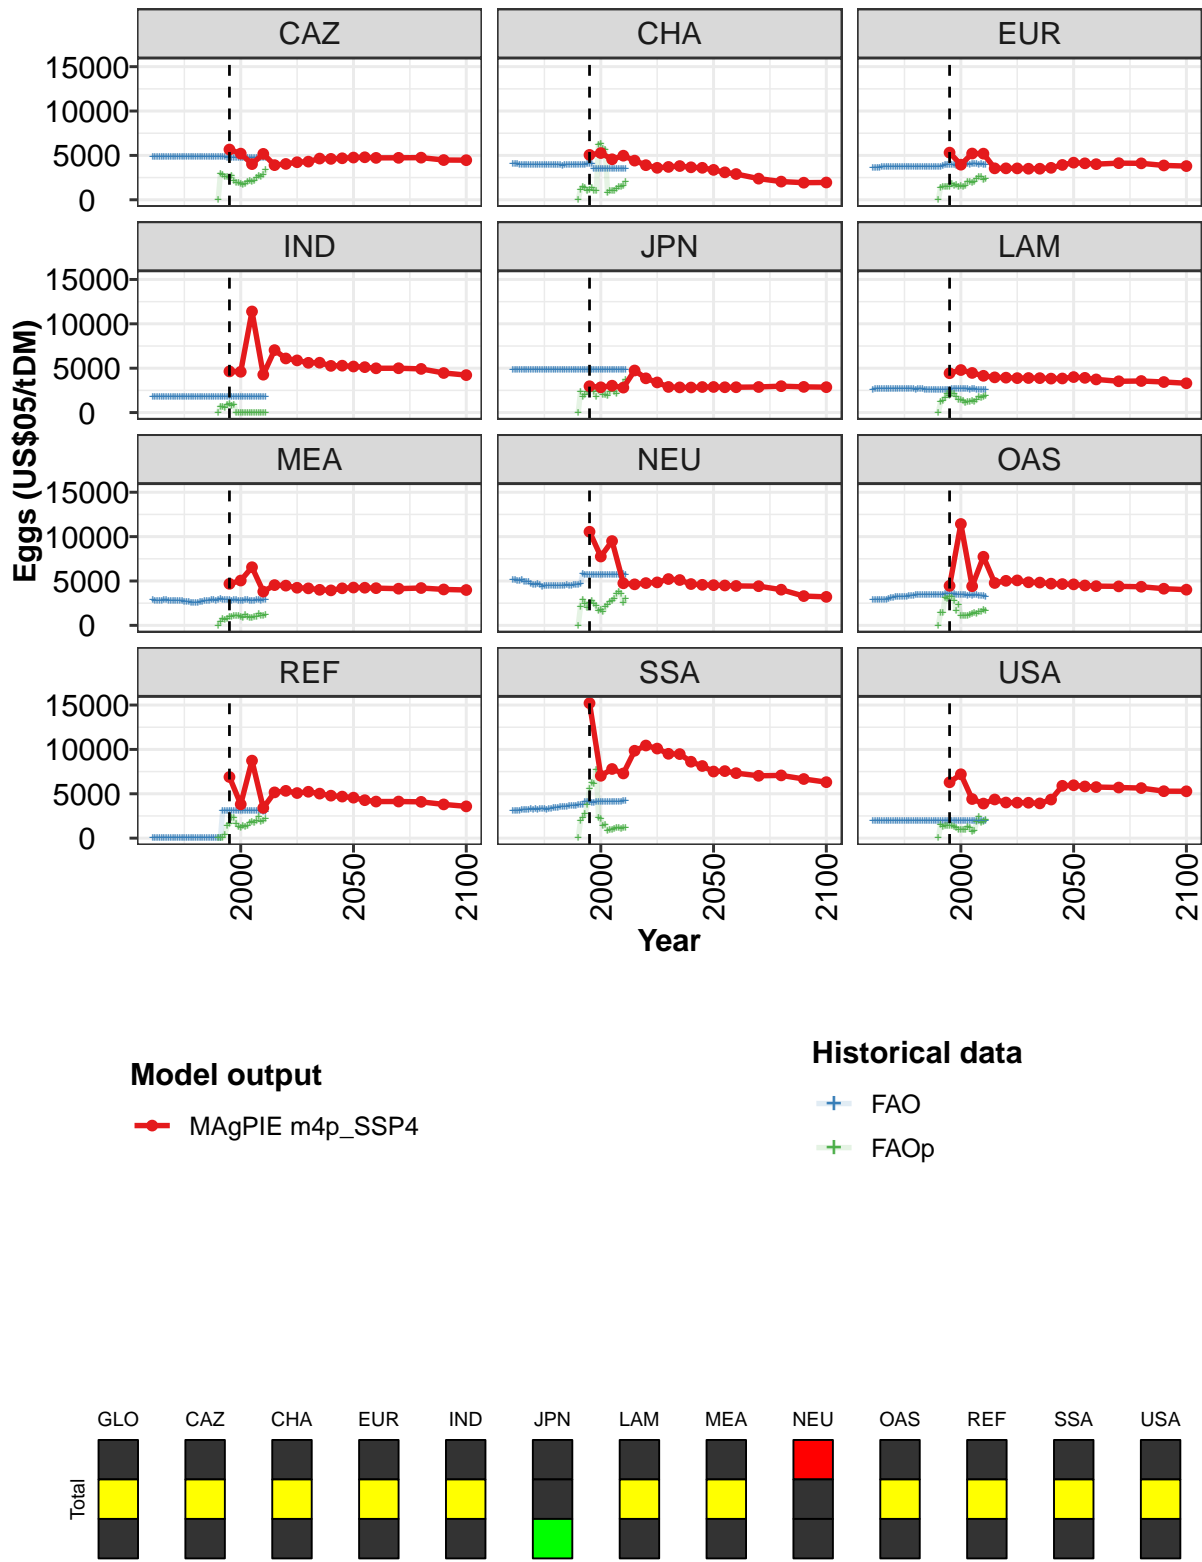 CAZ CHA EUR
15000
10000
5000
0
IND JPN LAM
15000
10000
5000
0
MEA NEU OAS
15000
10000
5000
0
REF SSA USA
15000
10000
5000
0
Eggs (US$05/tDM)
2000 2050 2100 2000 2050 2100 2000 2050 2100
Year
Model output
MAgPIE m4p_SSP4
Historical data
FAO
FAOp
GLO CAZ CHA EUR IND JPN LAM MEA NEU OAS REF SSA USA
Total